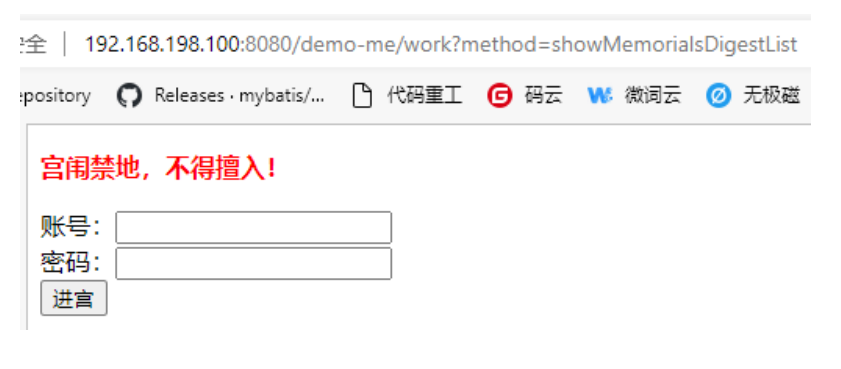 安全 | 192.168.198.100:8080/demo-me/work?method=showMemorialsDigestList
epository Releases · mybatis/... 代码重工 码云 微词云 无极磁
宫闱禁地，不得擅入！
账号：
密码：
进宫